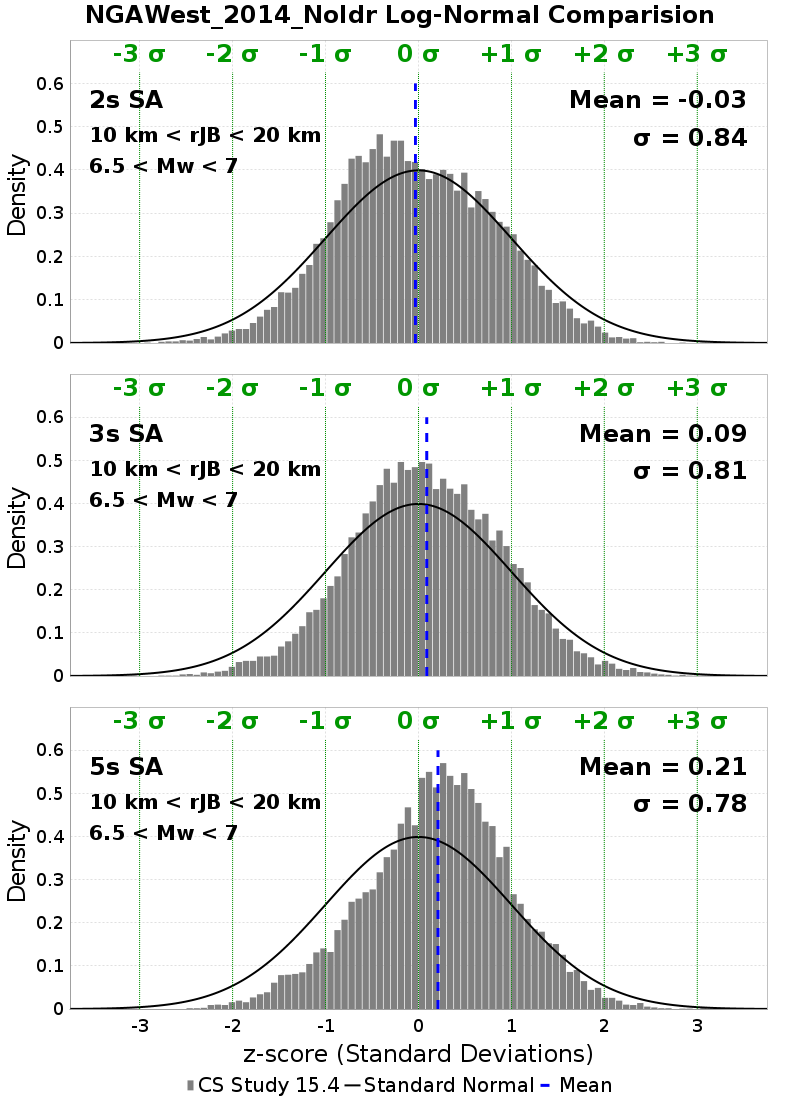 NGAWest_2014_NoIdr Log-Normal Comparision
-3 σ -2 σ -1 σ 0 σ +1 σ +2 σ +3 σ
2s SA
Mean = -0.03
10 km < rJB < 20 km
σ = 0.84
6.5 < Mw < 7
Density
0.6
0.5
0.4
0.3
0.2
0.1
0
-3 σ -2 σ -1 σ 0 σ +1 σ +2 σ +3 σ
3s SA
Mean = 0.09
10 km < rJB < 20 km
σ = 0.81
6.5 < Mw < 7
Density
0.6
0.5
0.4
0.3
0.2
0.1
0
-3 σ -2 σ -1 σ 0 σ +1 σ +2 σ +3 σ
5s SA
Mean = 0.21
10 km < rJB < 20 km
σ = 0.78
6.5 < Mw < 7
Density
0.6
0.5
0.4
0.3
0.2
0.1
0
-3 -2 -1 0 1 2 3
z-score (Standard Deviations)
CS Study 15.4 Standard Normal Mean